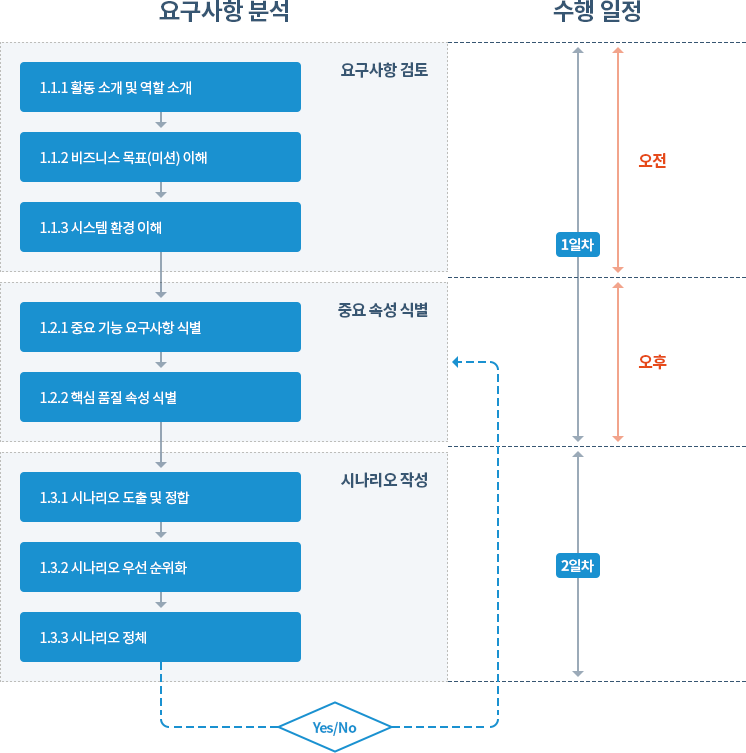 요구사항 분석
수행 일정
요구사항 검토
1.1.1 활동 소개 및 역할 소개
1.1.2 비즈니스 목표(미션) 이해
1.1.3 시스템 환경 이해
중요 속성 식별
1.2.1 중요 기능 요구사항 식별
1.2.2 핵심 품질 속성 식별
시나리오 작성
1.3.1 시나리오 도출 및 정합
1.3.2 시나리오 우선 순위화
1.3.3 시나리오 정체
Yes/No
오전
1일차
오후
2일차